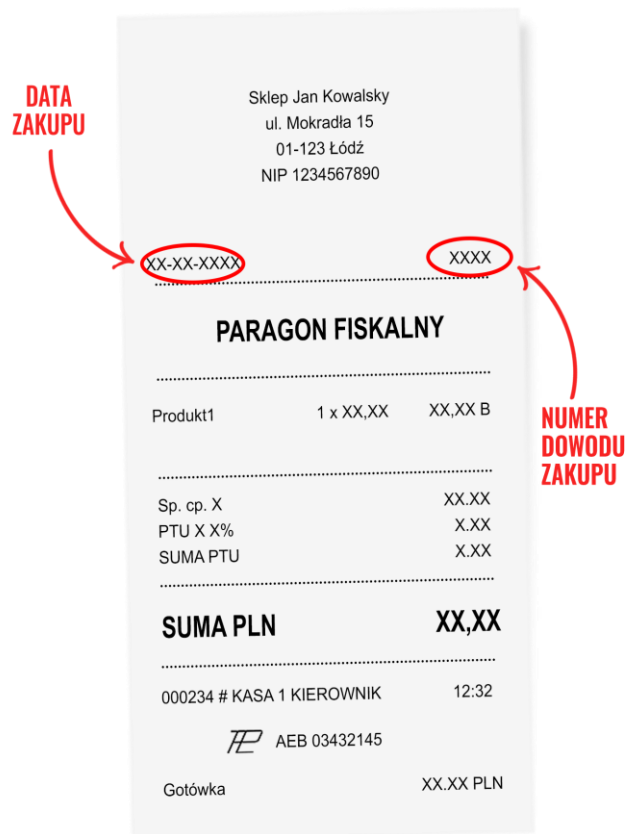 DATA
ZAKUPU
Sklep Jan Kowalsky
ul. Mokradła 15
01-123 Łódź
NIP 1234567890
XX-XX-XXXX XXXX
PARAGON FISKALNY
Produkt1 1 x XX,XX XX,XX B
NUMER
DOWODU
ZAKUPU
Sp. cp. X XX.XX
PTU X X% X.XX
SUMA PTU X.XX
SUMA PLN XX,XX
000234 # KASA 1 KIEROWNIK 12:32
AEB 03432145
Gotówka XX.XX PLN